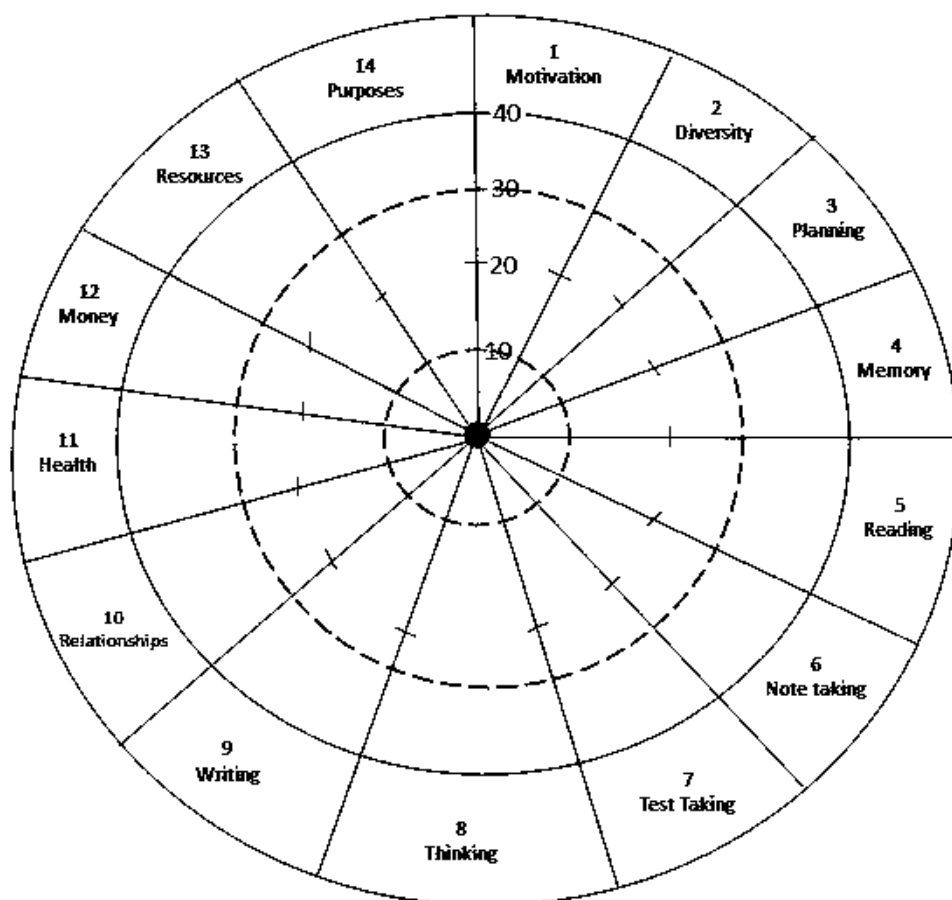 1
Motivation
2
Diversity
3
Planning
4
Memory
5
Reading
6
Note taking
7
Test Taking
8
Thinking
9
Writing
10
Relationships
11
Health
12
Money
13
Resources
14
Purposes
40
30
20
10